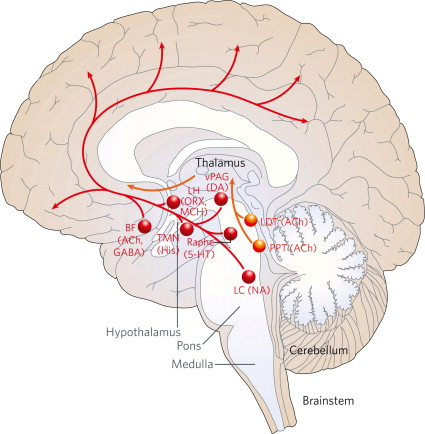 Thalamus
vPAG
(DA)
LH
(ORX,
MCH)
BF
(ACh,
GABA)
TMN
(His)
Raphe
(5-HT)
LDT (ACh)
PPT (ACh)
LC (NA)
Hypothalamus
Pons
Medulla
Cerebellum
Brainstem